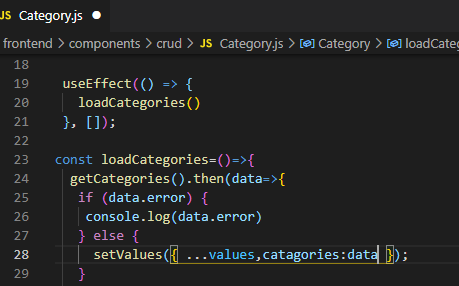 JS Category.js ●
frontend > components > crud > JS Category.js > Category > loadCateg
18
19 useEffect(() => {
20 loadCategories()
21 }, []);
22
23 const loadCategories=()=>{
24 getCategories().then(data=>{
25 if (data.error) {
26 console.log(data.error)
27 } else {
28 setValues({ ...values,catagories:data });
29 }